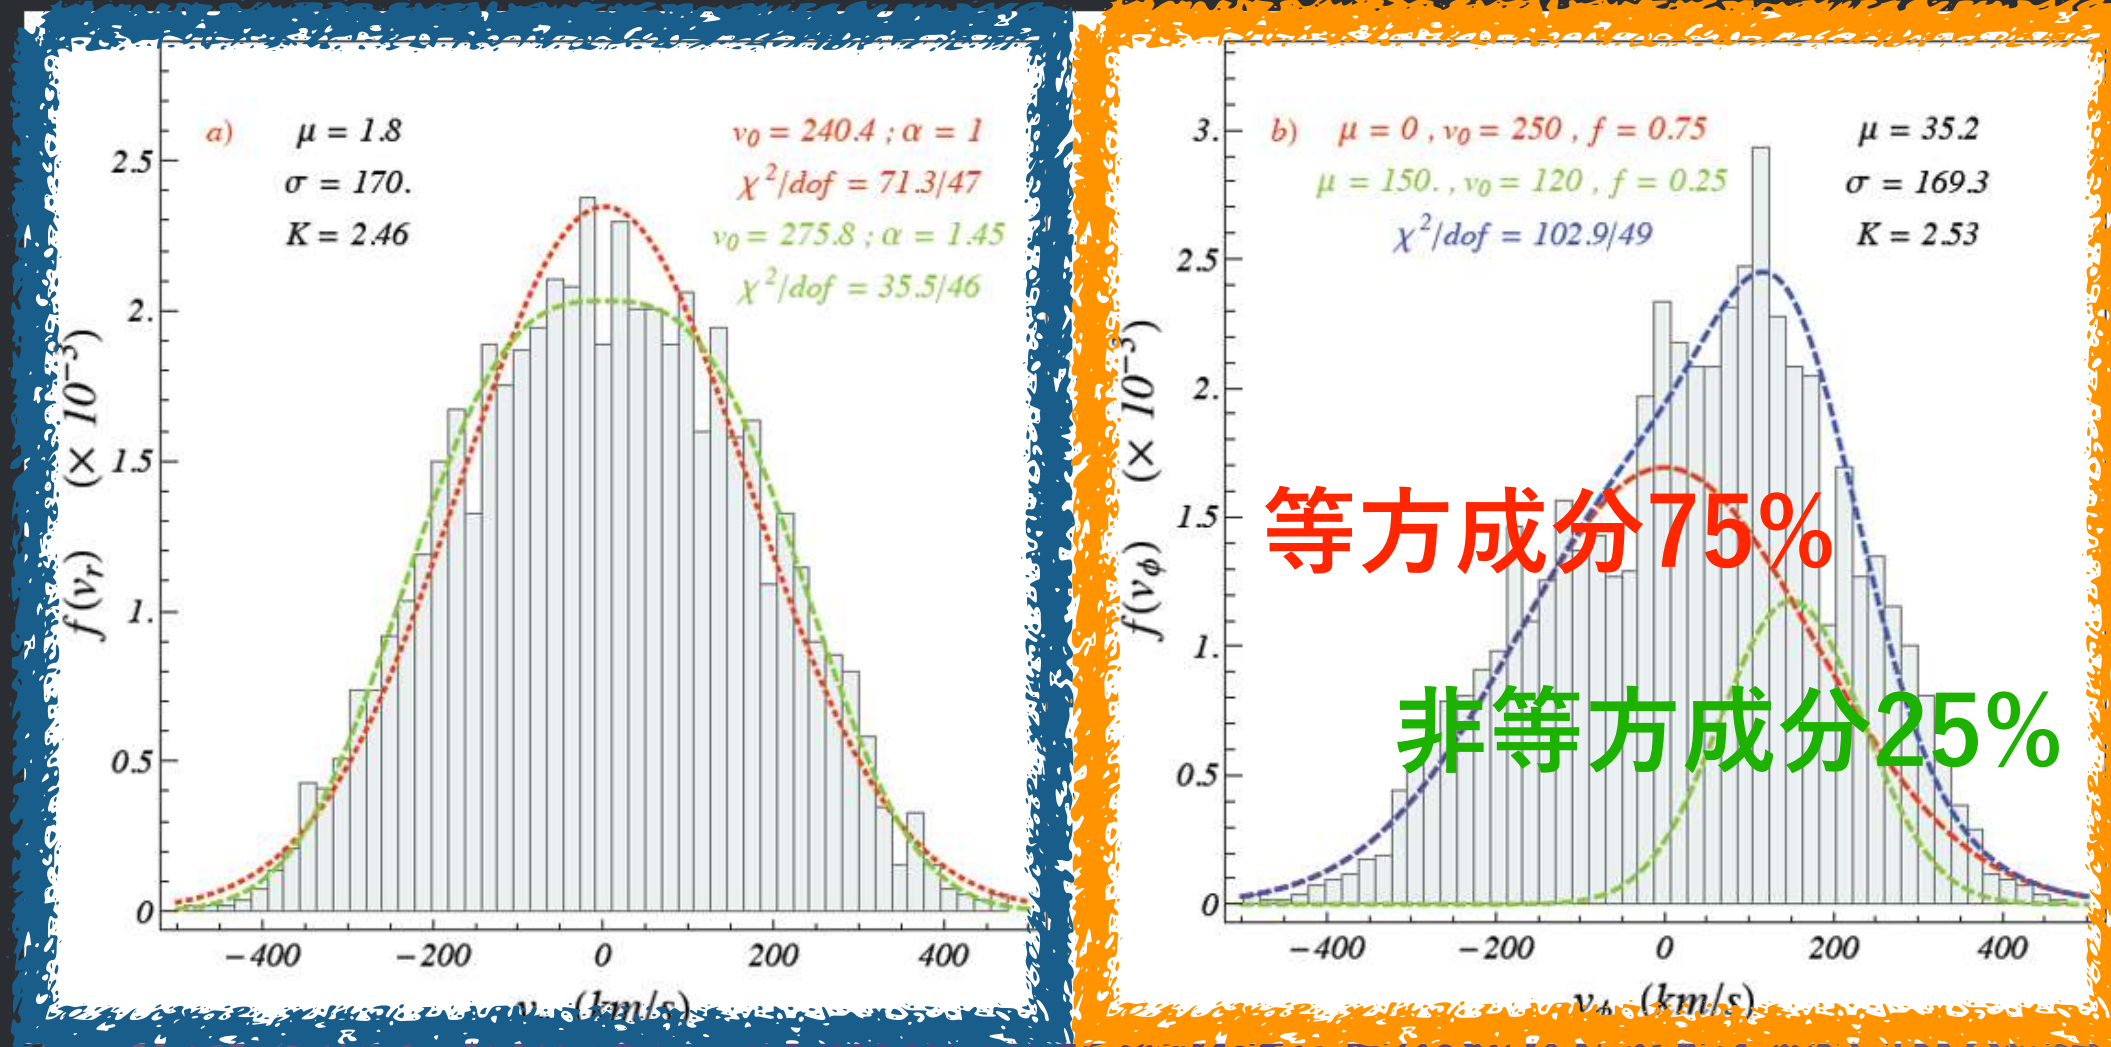 a)
μ = 1.8
σ = 170.
K = 2.46
v₀ = 240.4 ; α = 1
χ²/dof = 71.3/47
v₀ = 275.8 ; α = 1.45
χ²/dof = 35.5/46
2.5
2.
1.5
1.
0.5
0
f(vᵣ) (× 10⁻³)
−400 −200 0 200 400
(km/s)
b) μ = 0 , v₀ = 250 , f = 0.75
μ = 150. , v₀ = 120 , f = 0.25
χ²/dof = 102.9/49
μ = 35.2
σ = 169.3
K = 2.53
3.
2.5
2.
1.5
1.
0.5
0
f(vϕ) (× 10⁻³)
等方成分75%
非等方成分25%
−400 −200 0 200 400
vϕ (km/s)